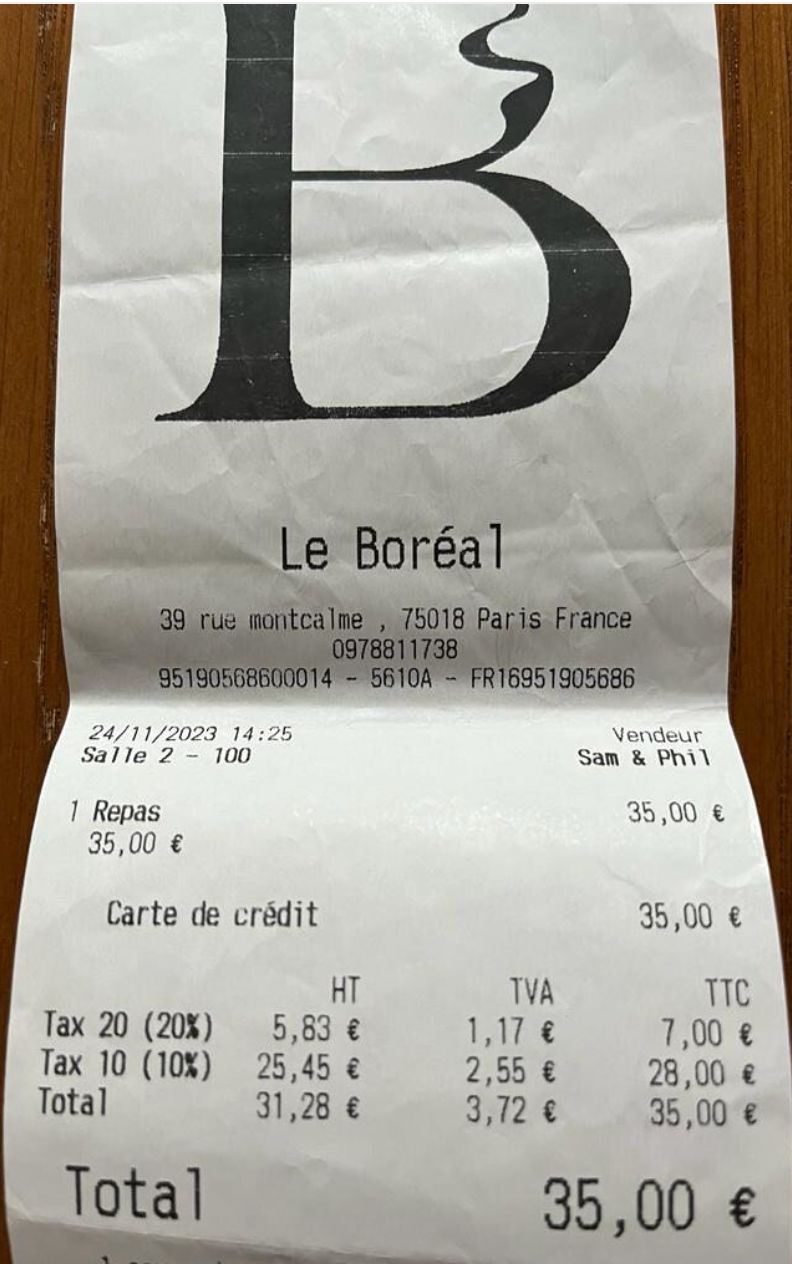 B
Le Boréal
39 rue montcalme , 75018 Paris France
0978811738
95190568600014 - 5610A - FR16951905686
24/11/2023 14:25 Vendeur
Salle 2 - 100 Sam & Phil
1 Repas 35,00 €
35,00 €
Carte de crédit 35,00 €
HT TVA TTC
Tax 20 (20%) 5,83 € 1,17 € 7,00 €
Tax 10 (10%) 25,45 € 2,55 € 28,00 €
Total 31,28 € 3,72 € 35,00 €
Total 35,00 €